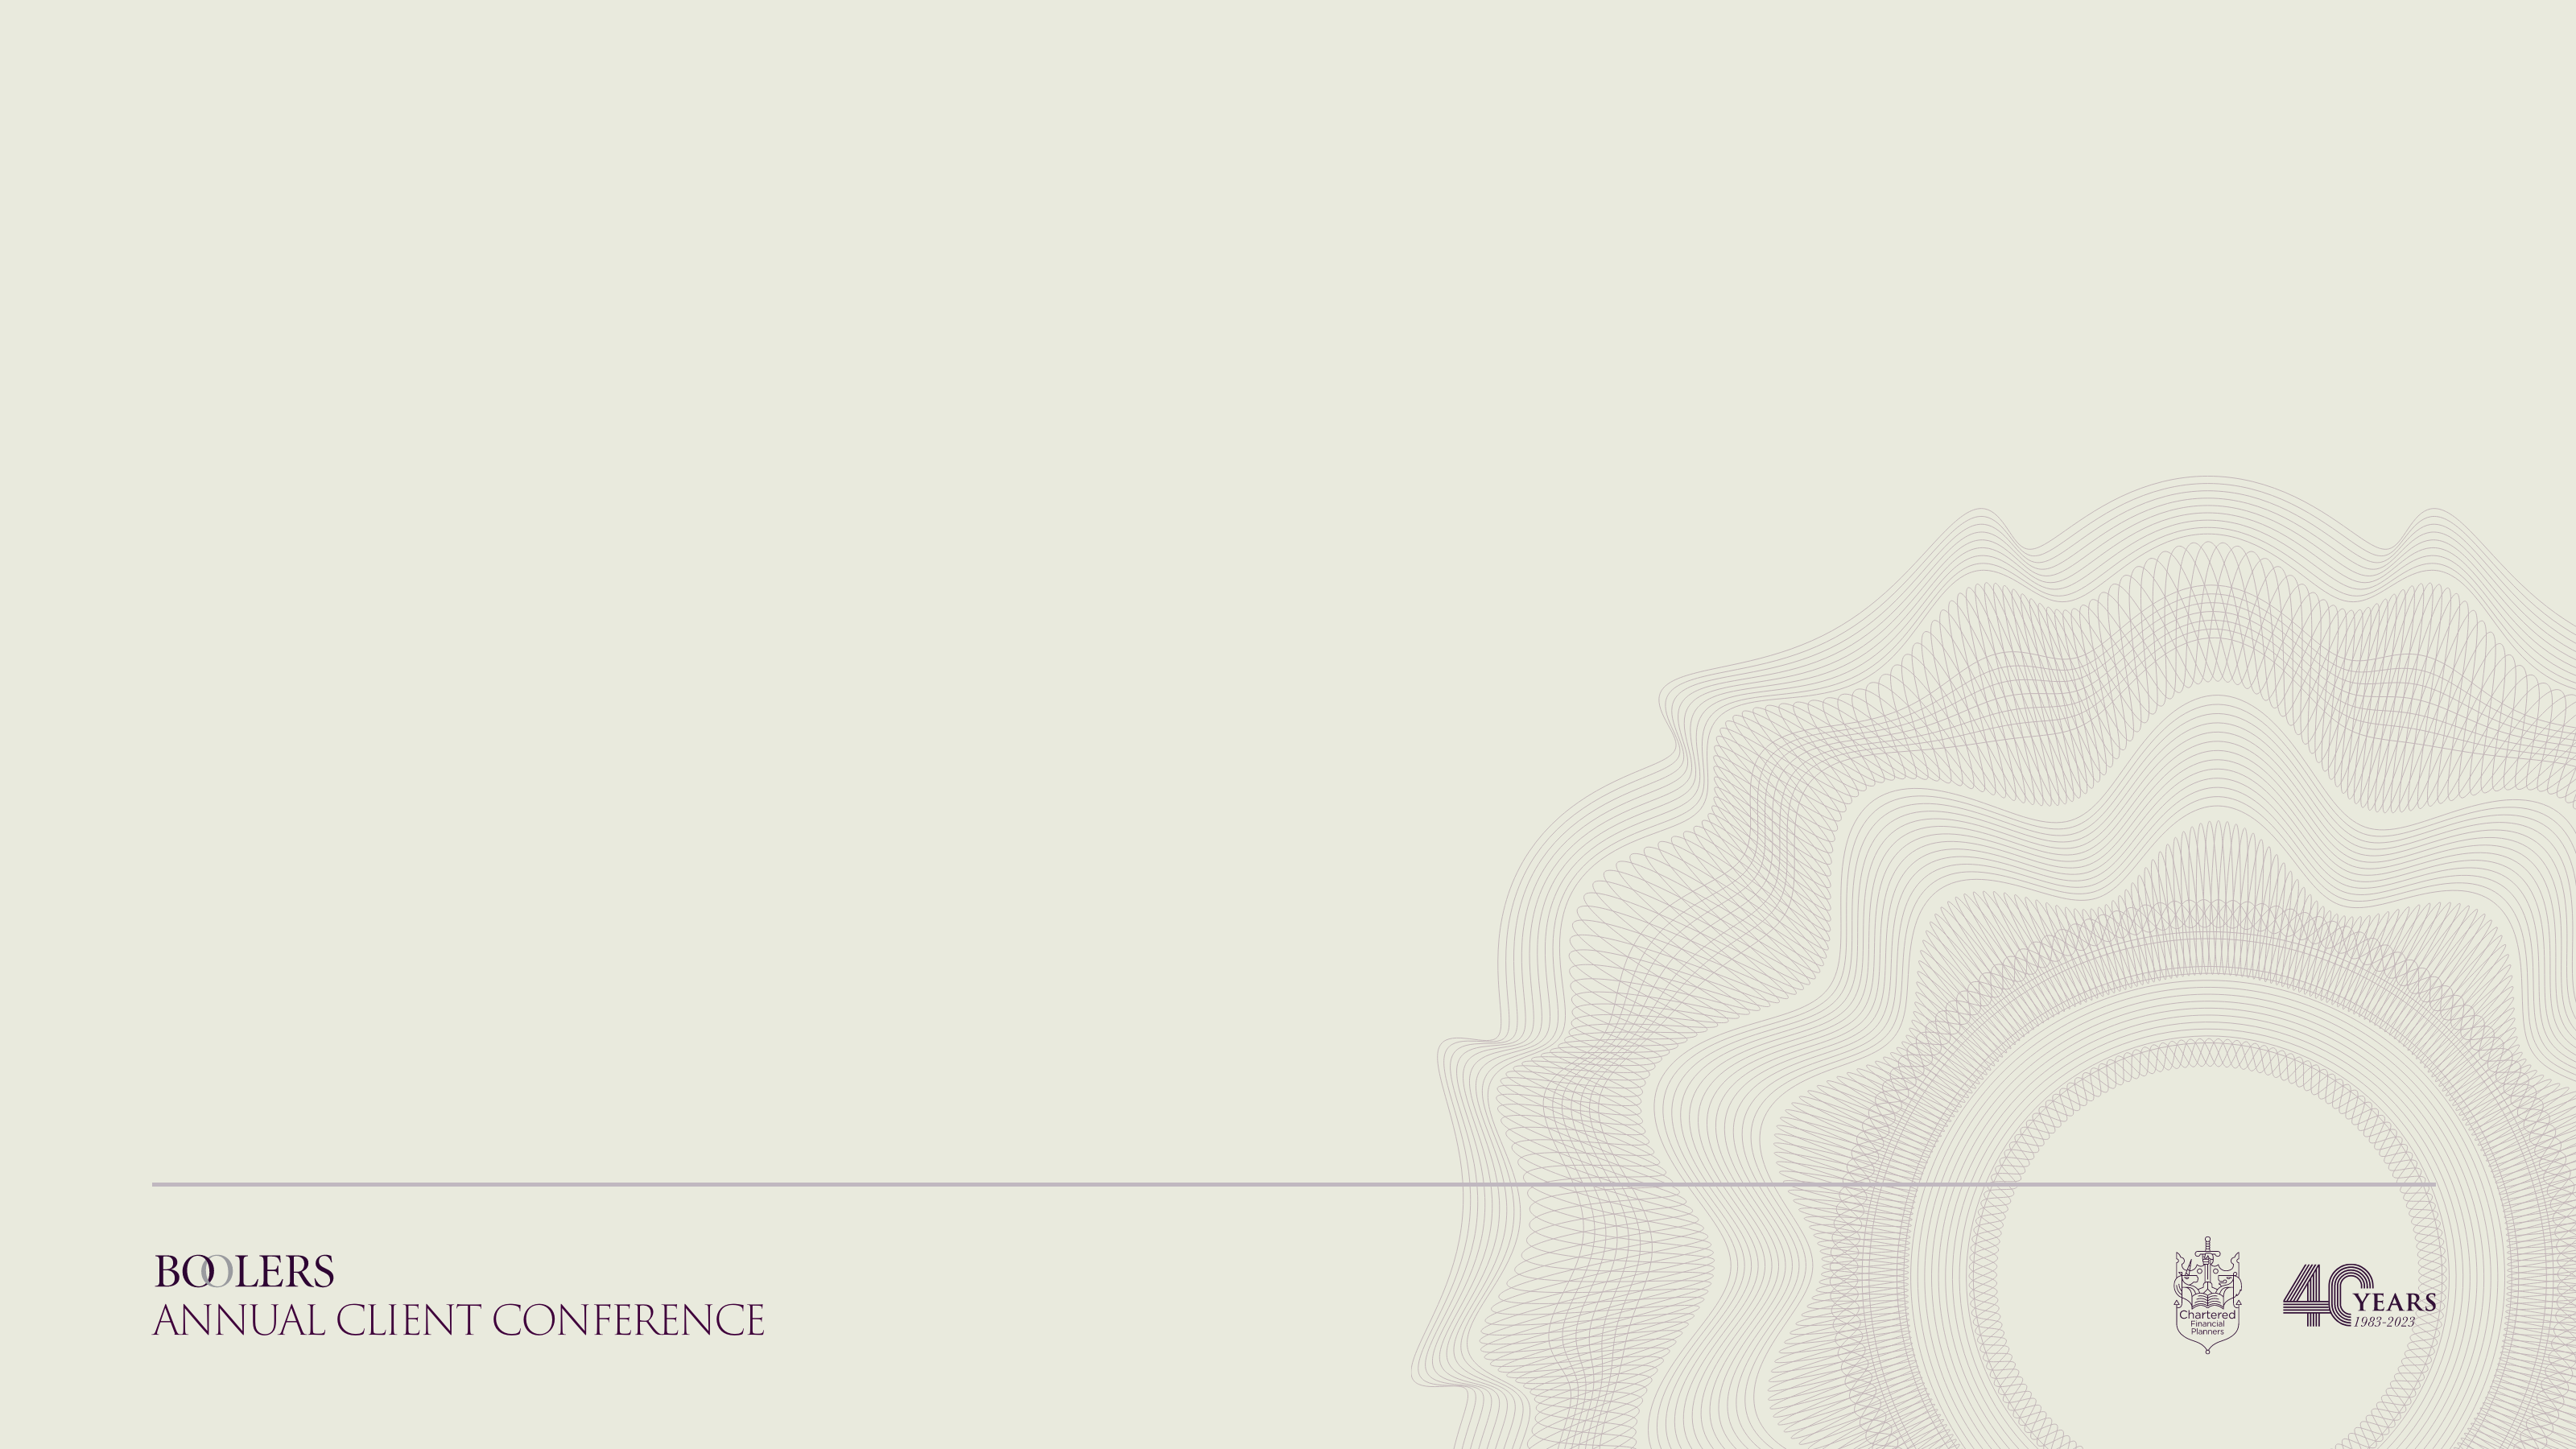 BOOLERS
ANNUAL CLIENT CONFERENCE
Chartered
Financial
Planners
40 YEARS
1983-2023